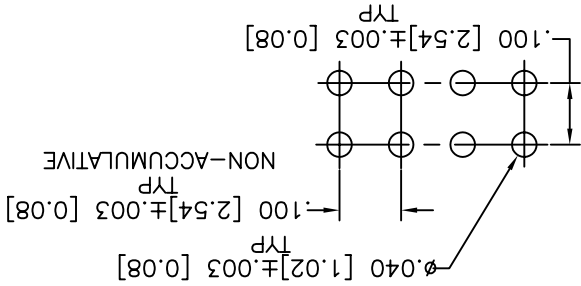 ⌀.040 [1.02]±.003 [0.08]
TYP
.100 [2.54]±.003 [0.08]
TYP
NON-ACCUMULATIVE
.100 [2.54]±.003 [0.08]
TYP